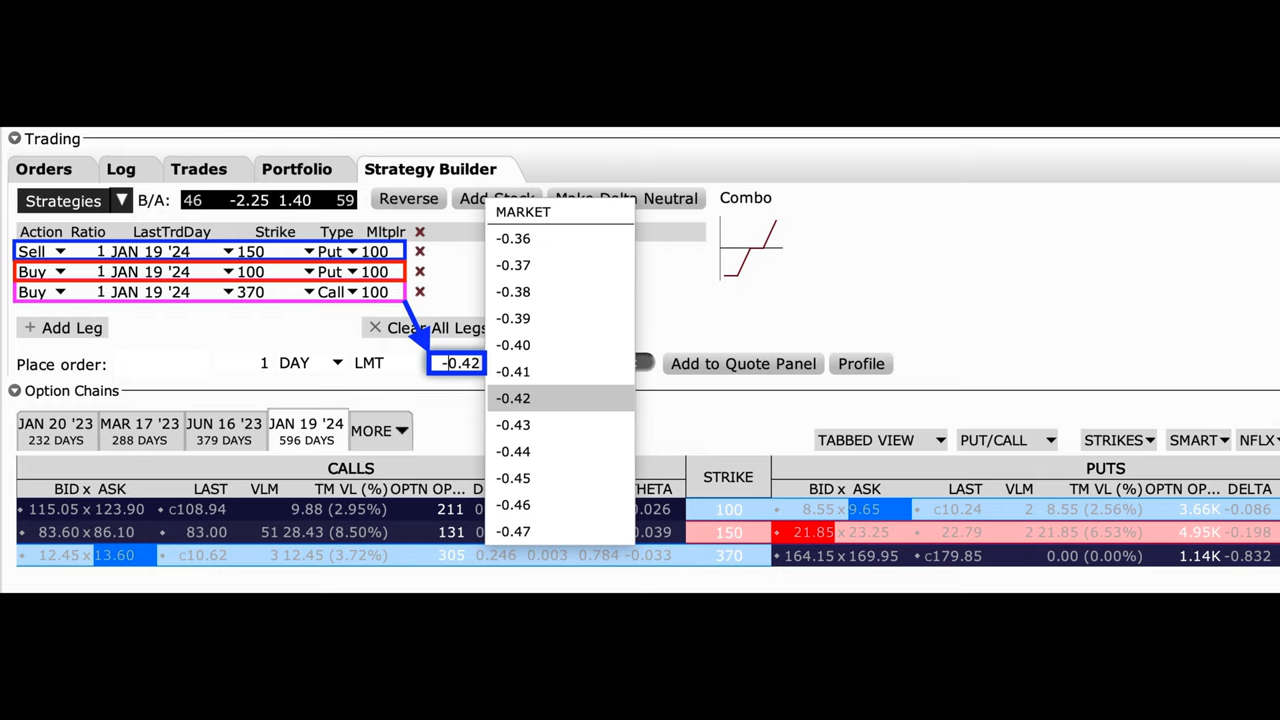 Trading
Orders Log Trades Portfolio Strategy Builder
Strategies B/A: 46 -2.25 1.40 59 Reverse Add Stock Make Delta Neutral Combo
Action Ratio LastTrdDay Strike Type Mltplr
Sell 1 JAN 19 '24 150 Put 100
Buy 1 JAN 19 '24 100 Put 100
Buy 1 JAN 19 '24 370 Call 100
+ Add Leg Clear All Legs
Place order: 1 DAY LMT -0.42 Add to Quote Panel Profile
MARKET
-0.36
-0.37
-0.38
-0.39
-0.40
-0.41
-0.42
-0.43
-0.44
-0.45
-0.46
-0.47
Option Chains
JAN 20 '23 MAR 17 '23 JUN 16 '23 JAN 19 '24 MORE
232 DAYS 288 DAYS 379 DAYS 596 DAYS
TABBED VIEW PUT/CALL STRIKES SMART NFLX
CALLS STRIKE PUTS
BID x ASK LAST VLM TM VL (%) OPTN OP... D HETA BID x ASK LAST VLM TM VL (%) OPTN OP... DELTA
115.05 x 123.90 c108.94 9.88 (2.95%) 211 0.026 100 8.55 x 9.65 c10.24 2 8.55 (2.56%) 3.66K -0.086
83.60 x 86.10 83.00 51 28.43 (8.50%) 131 0.032 150 21.85 x 23.25 22.79 2 21.85 (6.53%) 4.95K -0.198
12.45 x 13.60 c10.62 3 12.45 (3.72%) 305 0.246 0.003 0.784 -0.033 370 164.15 x 169.95 c179.85 0.00 (0.00%) 1.14K -0.832